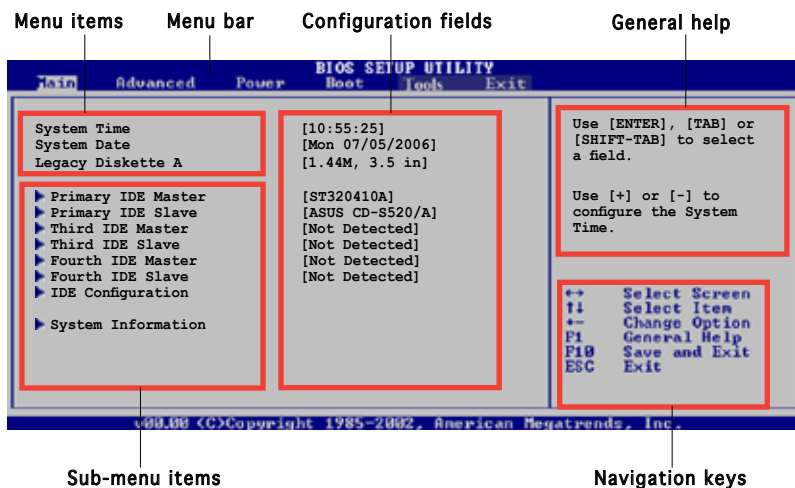 Menu items Menu bar Configuration fields General help
BIOS SETUP UTILITY
Main Advanced Power Boot Tools Exit
System Time [10:55:25]
System Date [Mon 07/05/2006]
Legacy Diskette A [1.44M, 3.5 in]
Primary IDE Master [ST320410A]
Primary IDE Slave [ASUS CD-S520/A]
Third IDE Master [Not Detected]
Third IDE Slave [Not Detected]
Fourth IDE Master [Not Detected]
Fourth IDE Slave [Not Detected]
IDE Configuration
System Information
Use [ENTER], [TAB] or
[SHIFT-TAB] to select
a field.
Use [+] or [-] to
configure the System
Time.
←→ Select Screen
↑↓ Select Item
+- Change Option
F1 General Help
F10 Save and Exit
ESC Exit
v00.00 (C)Copyright 1985-2002, American Megatrends, Inc.
Sub-menu items Navigation keys